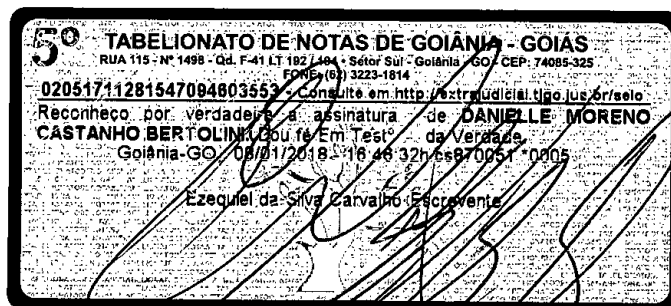 5º TABELIONATO DE NOTAS DE GOIÂNIA - GOIÁS
RUA 115 - Nº 1498 - Qd. F-41 LT 192 / - Setor Sul - Goiânia - GO - CEP: 74085-325
FONE: (62) 3223-1814
02051711281547094603553 - Consulte em http://extrajudicial.tjgo.jus.br/selo
Reconheço por verdadeira a assinatura de DANIELLE MORENO
CASTANHO BERTOLINI. Dou fé Em Testº da Verdade.
Goiânia-GO, 08/01/2018 - 16:46:32h
Ezequiel da Silva Carvalho Escrevente